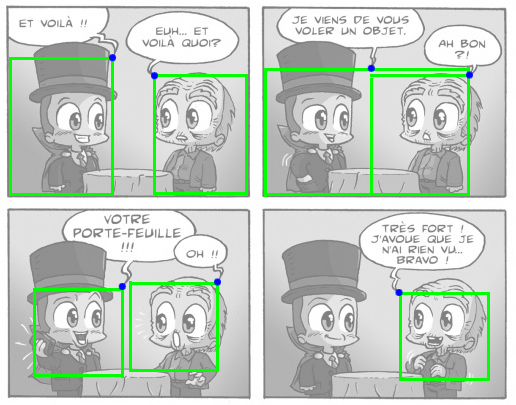 ET VOILÀ !!
EUH... ET
VOILÀ QUOI?
JE VIENS DE VOUS
VOLER UN OBJET.
AH BON
?!
VOTRE
PORTE-FEUILLE
!!!
OH !!
TRÈS FORT !
J'AVOUE QUE JE
N'AI RIEN VU...
BRAVO !